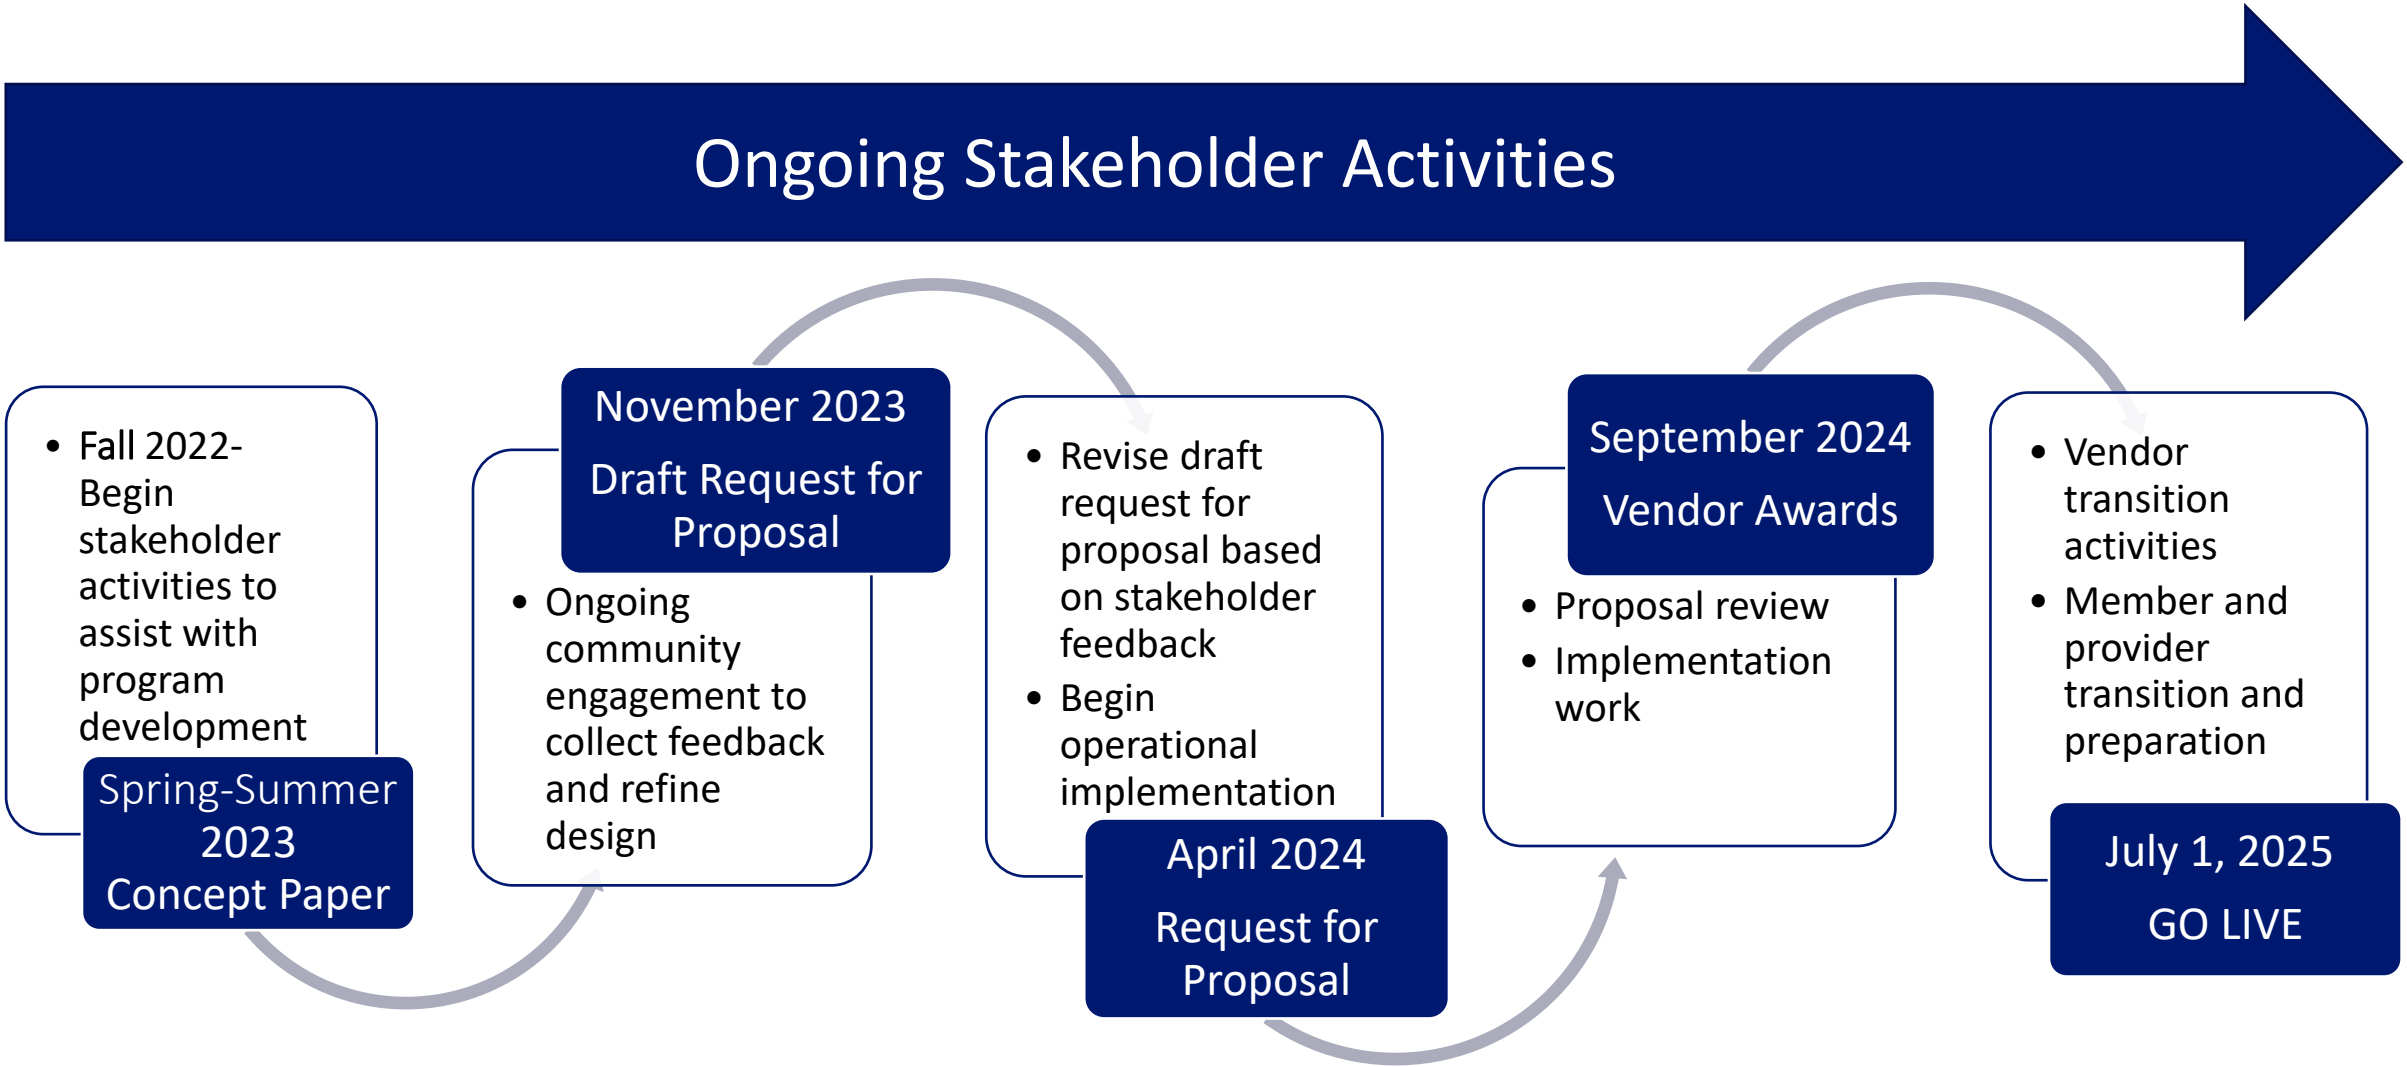 Ongoing Stakeholder Activities
• Fall 2022-
Begin
stakeholder
activities to
assist with
program
development
Spring-Summer
2023
Concept Paper
November 2023
Draft Request for
Proposal
• Ongoing
community
engagement to
collect feedback
and refine
design
• Revise draft
request for
proposal based
on stakeholder
feedback
• Begin
operational
implementation
April 2024
Request for
Proposal
September 2024
Vendor Awards
• Proposal review
• Implementation
work
• Vendor
transition
activities
• Member and
provider
transition and
preparation
July 1, 2025
GO LIVE